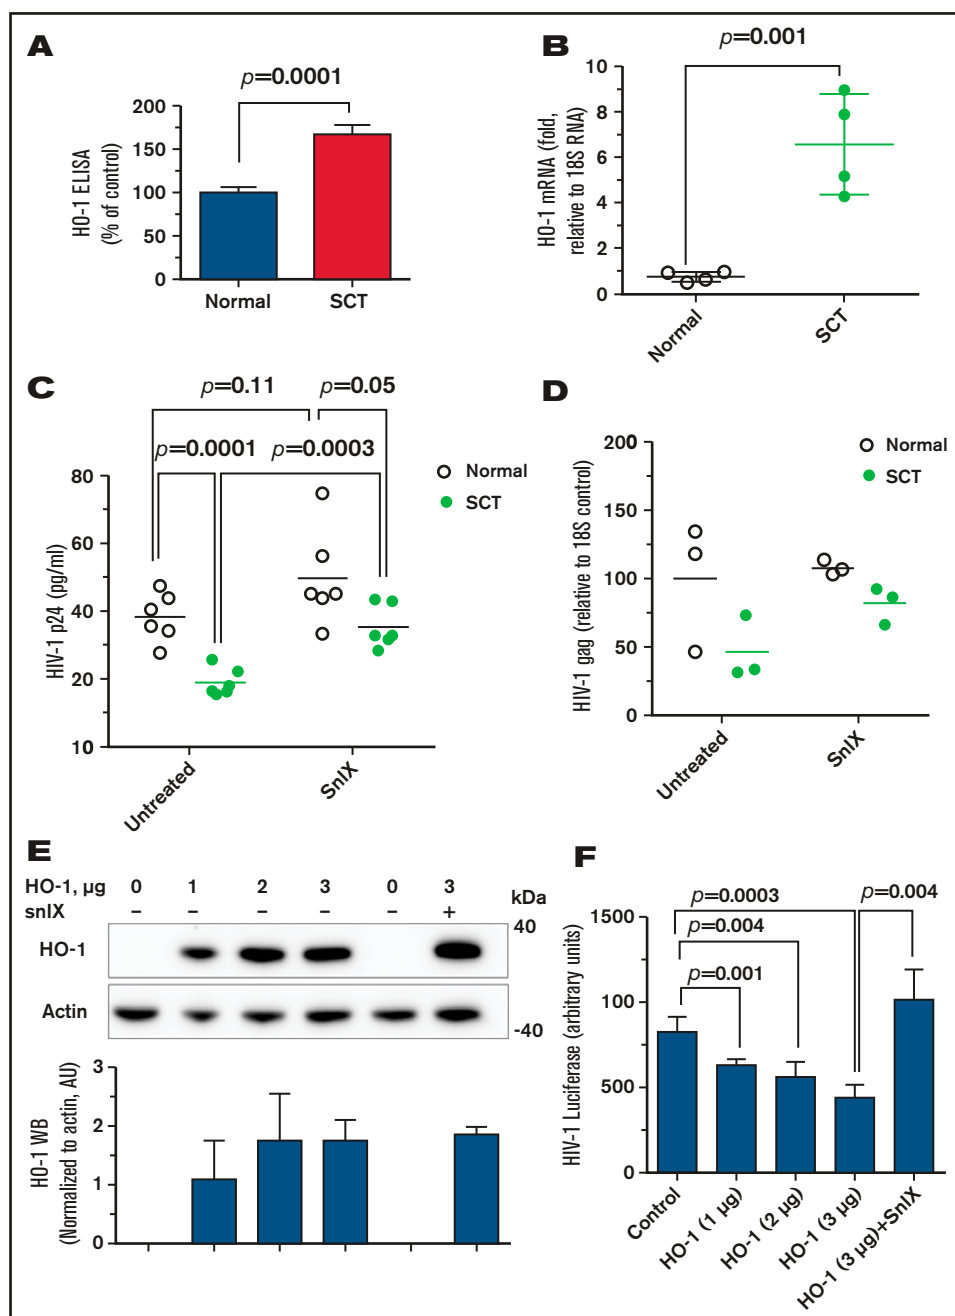 A
p=0.0001
HO-1 ELISA
(% of control)
200
150
100
50
0
Normal
SCT
B
p=0.001
HO-1 mRNA (fold,
relative to 18S RNA)
10
8
6
4
2
0
Normal
SCT
C
p=0.11
p=0.05
p=0.0001
p=0.0003
Normal
SCT
HIV-1 p24 (pg/ml)
80
60
40
20
10
Untreated
SnIX
D
Normal
SCT
HIV-1 gag (relative to 18S control)
200
150
100
50
0
Untreated
SnIX
E
HO-1, µg 0 1 2 3 0 3 kDa
snIX – – – – – +
40
HO-1
Actin
-40
HO-1 WB
(Normalized to actin, AU)
3
2
1
0
F
p=0.0003
p=0.004
p=0.004
p=0.001
HIV-1 Luciferase (arbitrary units)
1500
1000
500
0
Control
HO-1 (1 µg)
HO-1 (2 µg)
HO-1 (3 µg)
HO-1 (3 µg)+SnIX